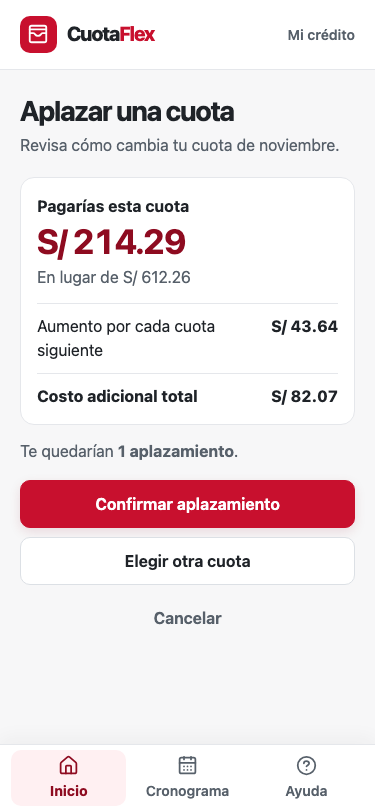 CuotaFlex
Mi crédito
Aplazar una cuota
Revisa cómo cambia tu cuota de noviembre.
Pagarías esta cuota
S/ 214.29
En lugar de S/ 612.26
Aumento por cada cuota S/ 43.64
siguiente
Costo adicional total S/ 82.07
Te quedarían 1 aplazamiento.
Confirmar aplazamiento
Elegir otra cuota
Cancelar
Inicio Cronograma Ayuda